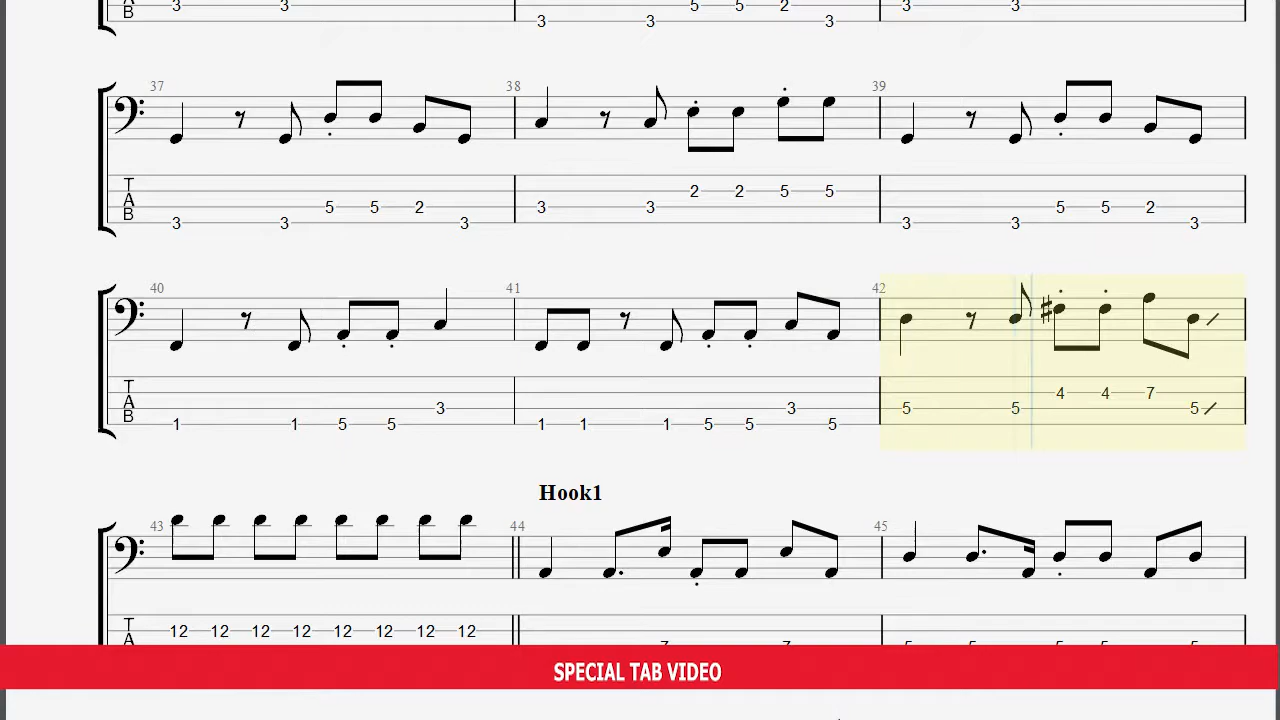 3 3 5 5 2 3 3
3 3 3
37 38 39
T
A
B
5 5 2 3 3 2 2 5 5 5 5 2
3 3 3 3 3 3
40 41 42
T
A
B
4 4 7
3 3 5 5 5
1 1 5 5 1 1 1 5 5 5
Hook1
43 44 45
T
A
12 12 12 12 12 12 12 12
SPECIAL TAB VIDEO